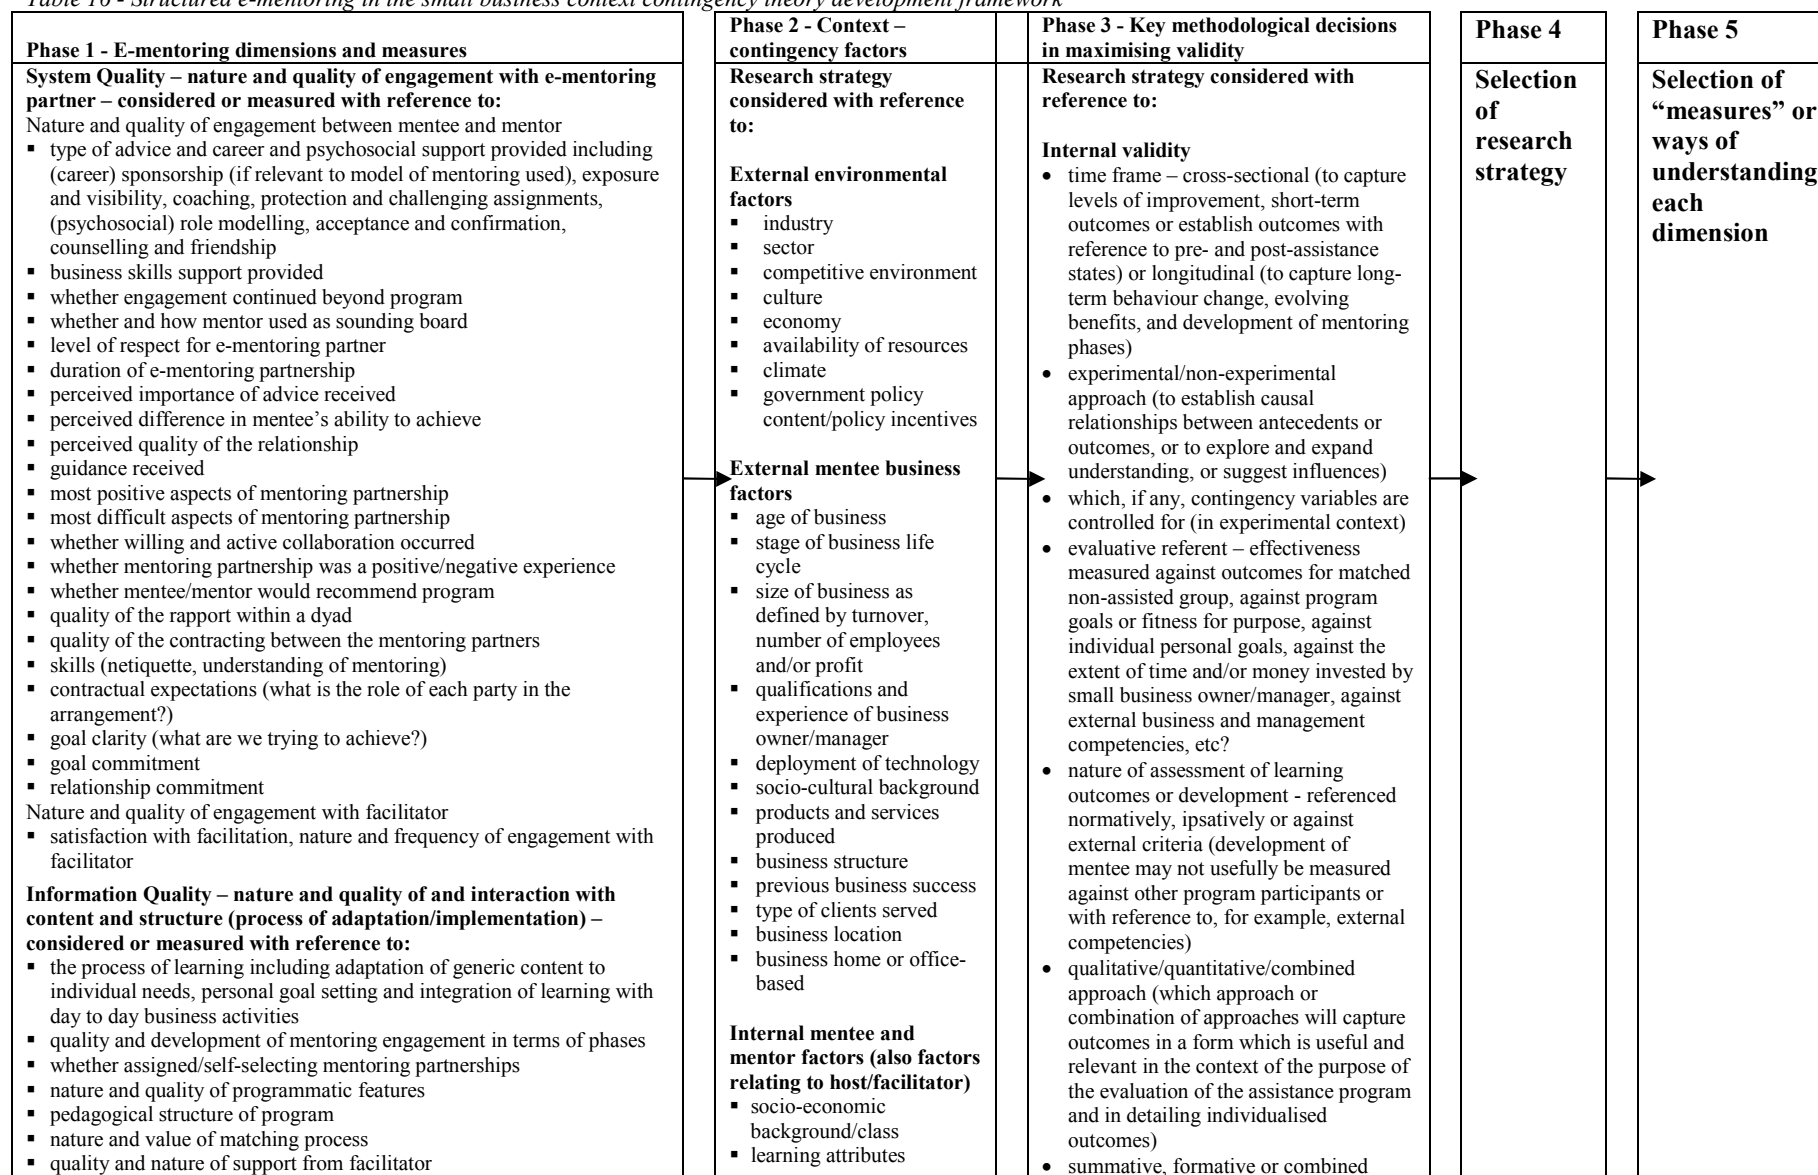 Table 10 - Structured e-mentoring in the small business context contingency theory development framework
Phase 1 - E-mentoring dimensions and measures
System Quality – nature and quality of engagement with e-mentoring
partner – considered or measured with reference to:
Nature and quality of engagement between mentee and mentor
▪ type of advice and career and psychosocial support provided including
(career) sponsorship (if relevant to model of mentoring used), exposure
and visibility, coaching, protection and challenging assignments,
(psychosocial) role modelling, acceptance and confirmation,
counselling and friendship
▪ business skills support provided
▪ whether engagement continued beyond program
▪ whether and how mentor used as sounding board
▪ level of respect for e-mentoring partner
▪ duration of e-mentoring partnership
▪ perceived importance of advice received
▪ perceived difference in mentee’s ability to achieve
▪ perceived quality of the relationship
▪ guidance received
▪ most positive aspects of mentoring partnership
▪ most difficult aspects of mentoring partnership
▪ whether willing and active collaboration occurred
▪ whether mentoring partnership was a positive/negative experience
▪ whether mentee/mentor would recommend program
▪ quality of the rapport within a dyad
▪ quality of the contracting between the mentoring partners
▪ skills (netiquette, understanding of mentoring)
▪ contractual expectations (what is the role of each party in the
arrangement?)
▪ goal clarity (what are we trying to achieve?)
▪ goal commitment
▪ relationship commitment
Nature and quality of engagement with facilitator
▪ satisfaction with facilitation, nature and frequency of engagement with
facilitator
Information Quality – nature and quality of and interaction with
content and structure (process of adaptation/implementation) –
considered or measured with reference to:
▪ the process of learning including adaptation of generic content to
individual needs, personal goal setting and integration of learning with
day to day business activities
▪ quality and development of mentoring engagement in terms of phases
▪ whether assigned/self-selecting mentoring partnerships
▪ nature and quality of programmatic features
▪ pedagogical structure of program
▪ nature and value of matching process
▪ quality and nature of support from facilitator
Phase 2 - Context –
contingency factors
Research strategy
considered with reference
to:
External environmental
factors
▪ industry
▪ sector
▪ competitive environment
▪ culture
▪ economy
▪ availability of resources
▪ climate
▪ government policy
content/policy incentives
External mentee business
factors
▪ age of business
▪ stage of business life
cycle
▪ size of business as
defined by turnover,
number of employees
and/or profit
▪ qualifications and
experience of business
owner/manager
▪ deployment of technology
▪ socio-cultural background
▪ products and services
produced
▪ business structure
▪ previous business success
▪ type of clients served
▪ business location
▪ business home or office-
based
Internal mentee and
mentor factors (also factors
relating to host/facilitator)
▪ socio-economic
background/class
▪ learning attributes
Phase 3 - Key methodological decisions
in maximising validity
Research strategy considered with
reference to:
Internal validity
• time frame – cross-sectional (to capture
levels of improvement, short-term
outcomes or establish outcomes with
reference to pre- and post-assistance
states) or longitudinal (to capture long-
term behaviour change, evolving
benefits, and development of mentoring
phases)
• experimental/non-experimental
approach (to establish causal
relationships between antecedents or
outcomes, or to explore and expand
understanding, or suggest influences)
• which, if any, contingency variables are
controlled for (in experimental context)
• evaluative referent – effectiveness
measured against outcomes for matched
non-assisted group, against program
goals or fitness for purpose, against
individual personal goals, against the
extent of time and/or money invested by
small business owner/manager, against
external business and management
competencies, etc?
• nature of assessment of learning
outcomes or development - referenced
normatively, ipsatively or against
external criteria (development of
mentee may not usefully be measured
against other program participants or
with reference to, for example, external
competencies)
• qualitative/quantitative/combined
approach (which approach or
combination of approaches will capture
outcomes in a form which is useful and
relevant in the context of the purpose of
the evaluation of the assistance program
and in detailing individualised
outcomes)
• summative, formative or combined
Phase 4
Selection
of
research
strategy
Phase 5
Selection of
“measures” or
ways of
understanding
each
dimension